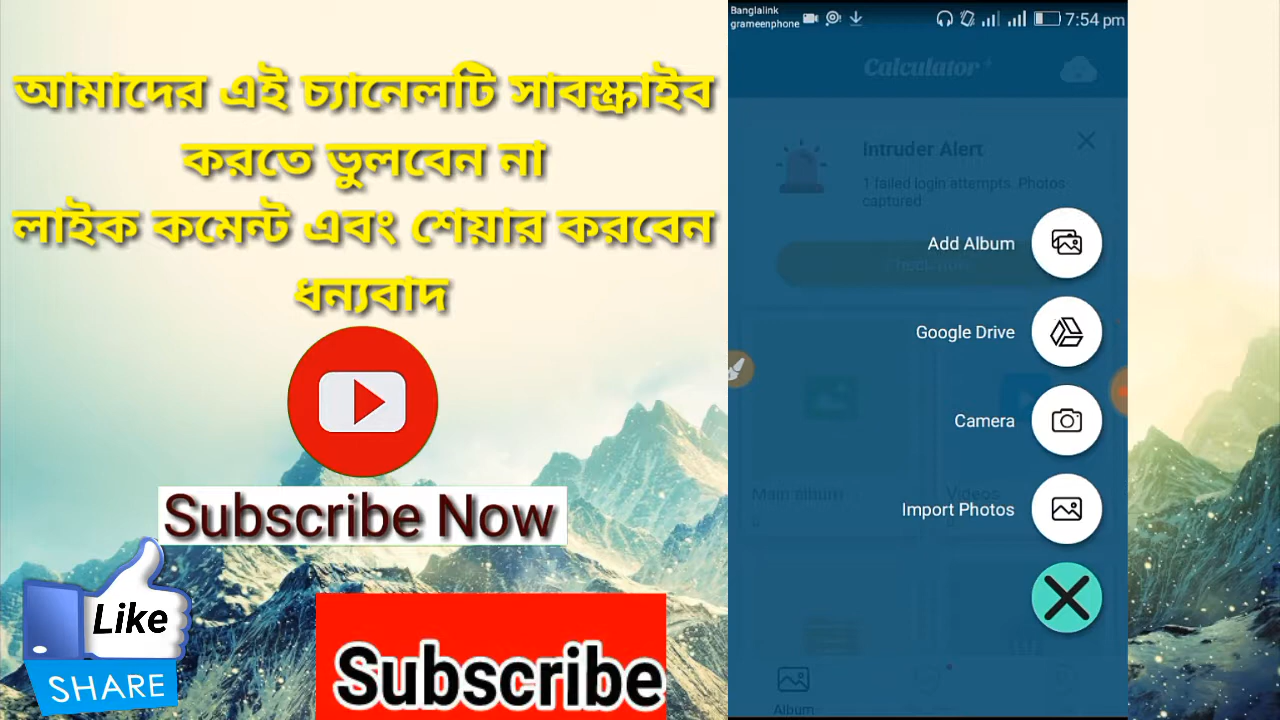 আমাদের এই চ্যানেলটি সাবস্ক্রাইব
করতে ভুলবেন না
লাইক কমেন্ট এবং শেয়ার করবেন
ধন্যবাদ
Subscribe Now
Like
SHARE
Subscribe
Banglalink
grameenphone
7:54 pm
Calculator+
Intruder Alert
1 failed login attempts. Photos
captured
Add Album
Google Drive
Camera
Import Photos
Main album
Videos
Album